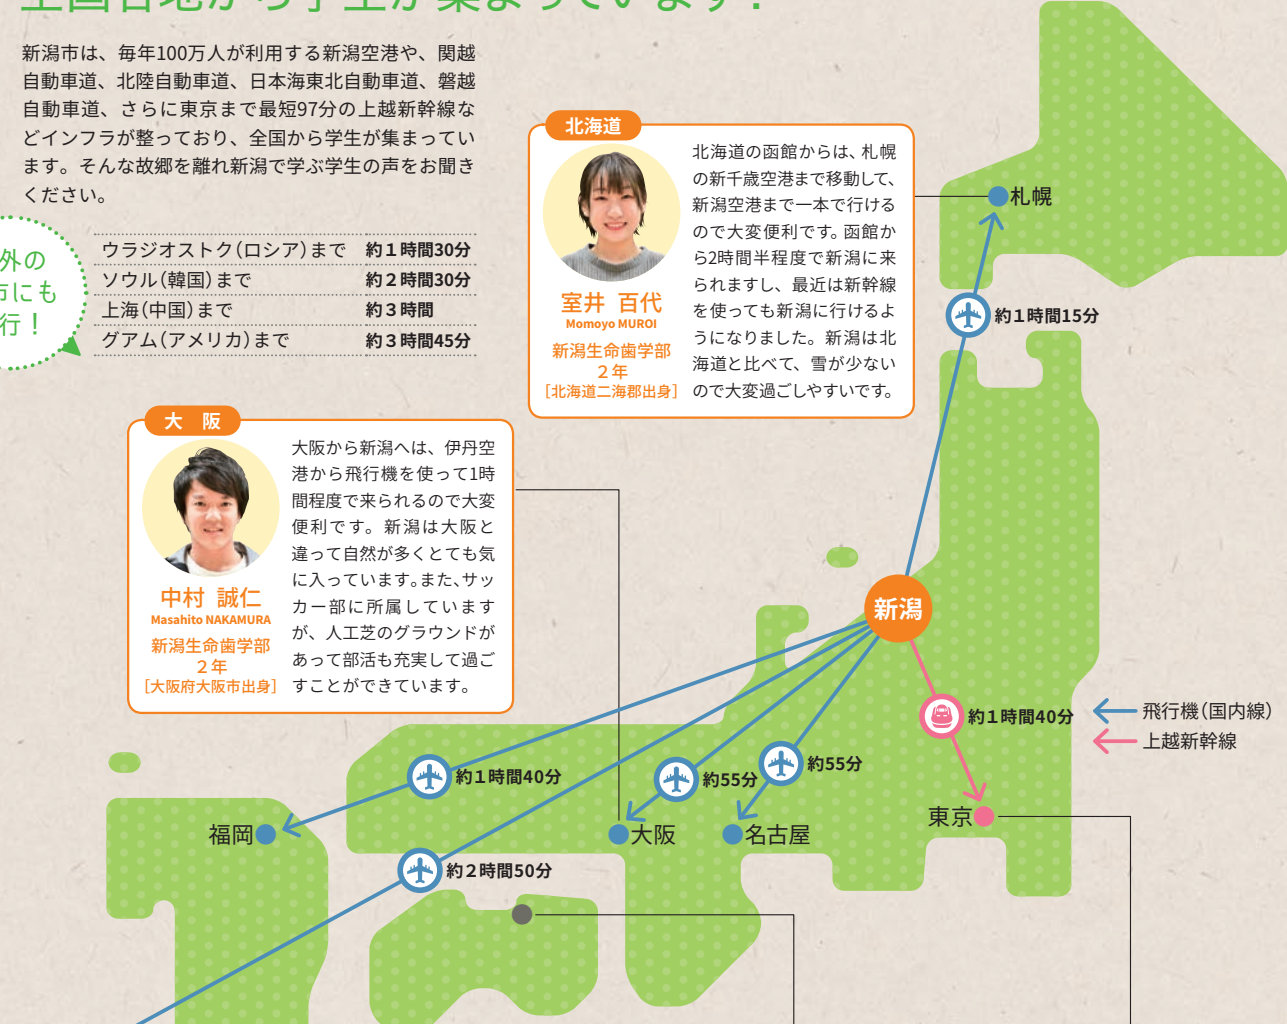 全国各地から学生が集まっています！
新潟市は、毎年100万人が利用する新潟空港や、関越
自動車道、北陸自動車道、日本海東北自動車道、磐越
自動車道、さらに東京まで最短97分の上越新幹線な
どインフラが整っており、全国から学生が集まってい
ます。そんな故郷を離れ新潟で学ぶ学生の声をお聞き
ください。
外の
市にも
行！
ウラジオストク（ロシア）まで 約１時間30分
ソウル（韓国）まで 約２時間30分
上海（中国）まで 約３時間
グアム（アメリカ）まで 約３時間45分
北海道
室井 百代
Momoyo MUROI
新潟生命歯学部
２年
［北海道二海郡出身］
北海道の函館からは、札幌
の新千歳空港まで移動して、
新潟空港まで一本で行ける
ので大変便利です。函館か
ら2時間半程度で新潟に来
られますし、最近は新幹線
を使っても新潟に行けるよ
うになりました。新潟は北
海道と比べて、雪が少ない
ので大変過ごしやすいです。
大 阪
中村 誠仁
Masahito NAKAMURA
新潟生命歯学部
２年
［大阪府大阪市出身］
大阪から新潟へは、伊丹空
港から飛行機を使って1時
間程度で来られるので大変
便利です。新潟は大阪と
違って自然が多くとても気
に入っています。また、サッ
カー部に所属しています
が、人工芝のグラウンドが
あって部活も充実して過ご
すことができています。
札幌
約１時間15分
新潟
約１時間40分
飛行機（国内線）
上越新幹線
約１時間40分
約55分
約55分
東京
福岡
大阪
名古屋
約２時間50分